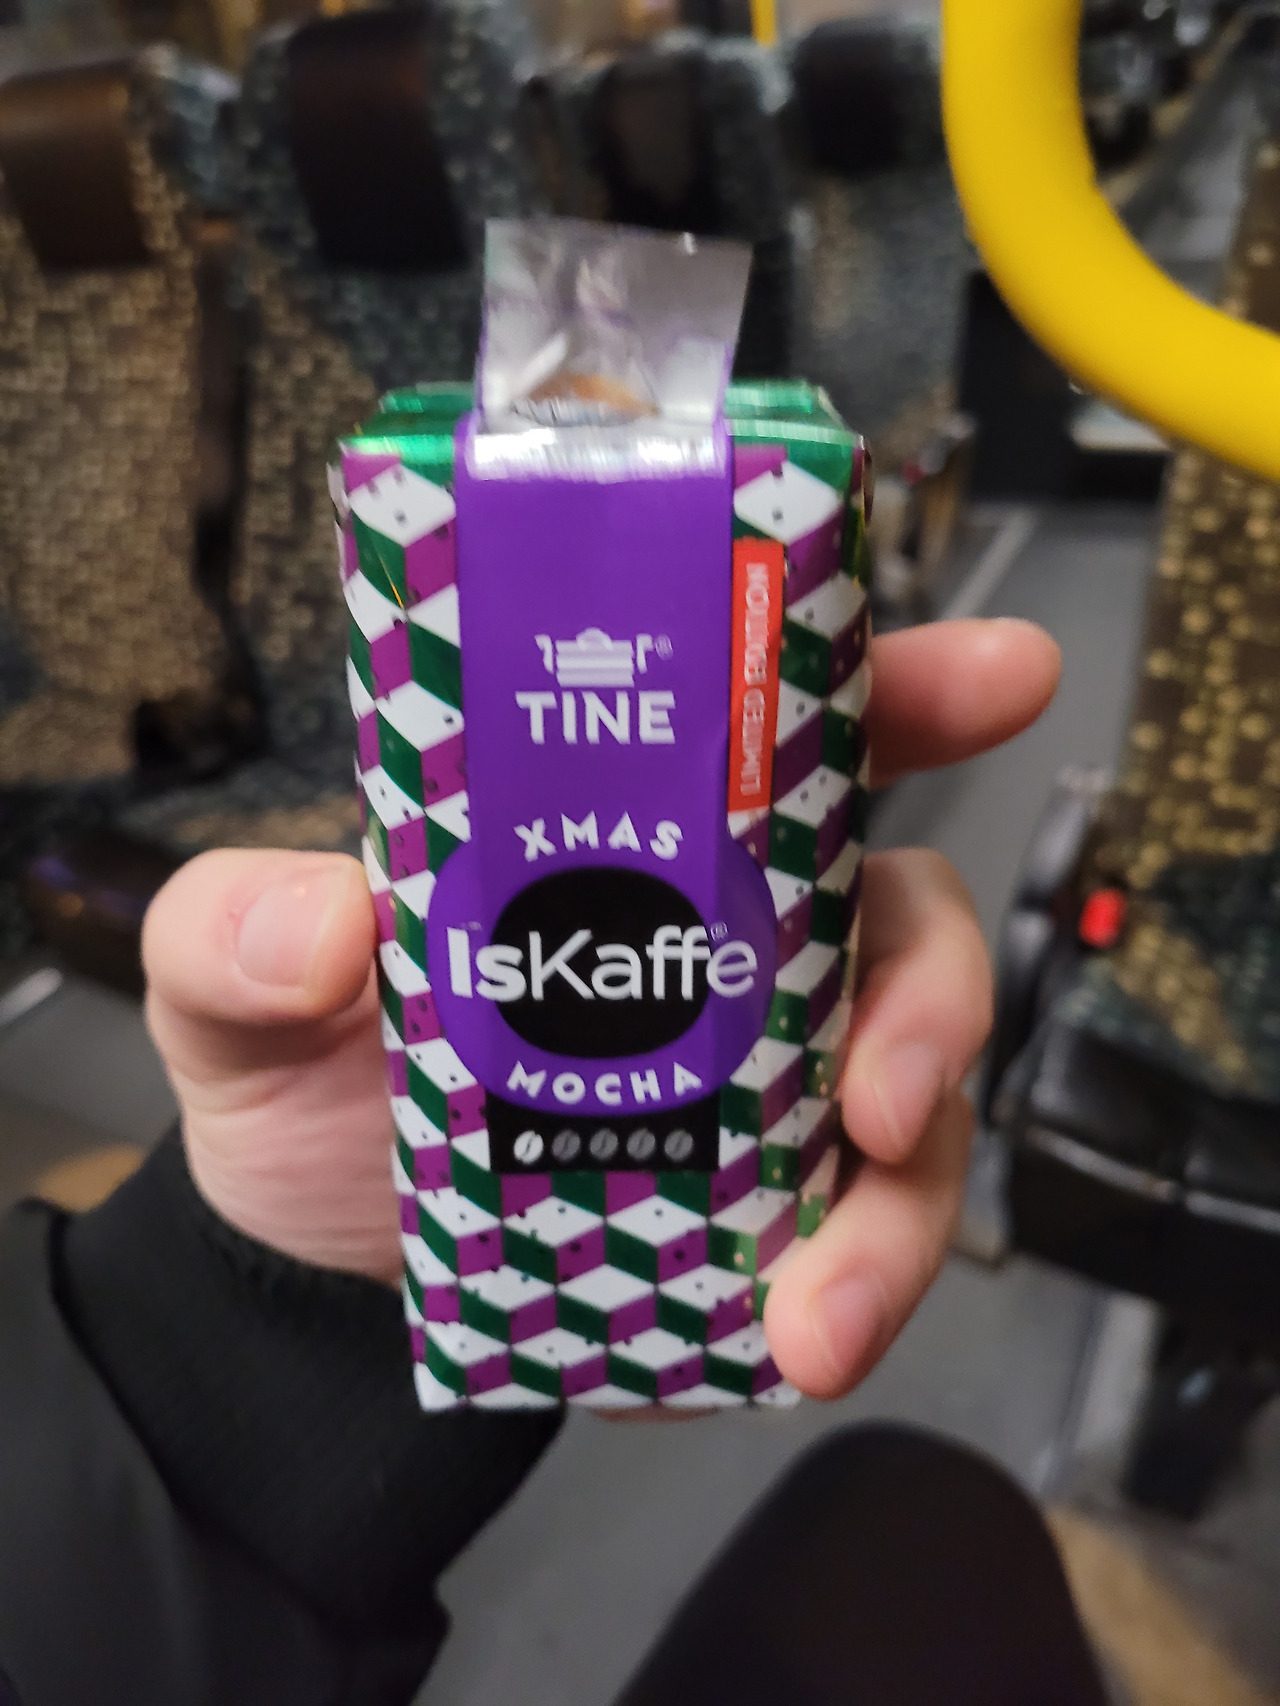 TINE
XMAS
IsKaffe
MOCHA
LIMITED EDITION